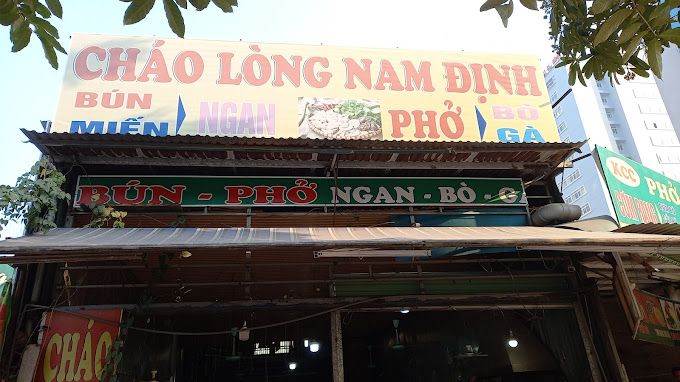 CHÁO LÒNG NAM ĐỊNH
BÚN
MIẾN
NGAN
PHỞ
BÒ
GÀ
BÚN - PHỞ NGAN - BÒ - G
KCC
PHỞ
CHÁO